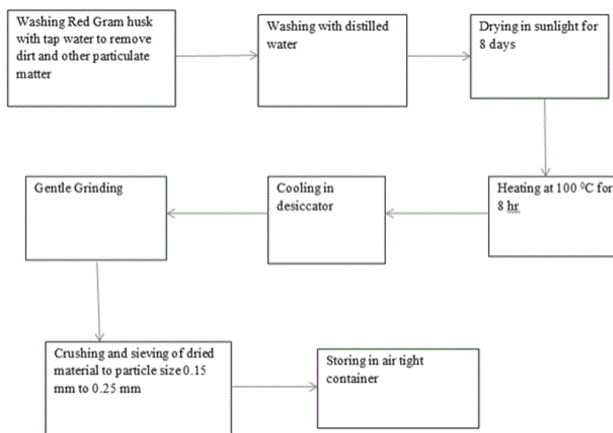 Washing Red Gram husk
with tap water to remove
dirt and other particulate
matter
Washing with distilled
water
Drying in sunlight for
8 days
Heating at 100 ⁰C for
8 hr
Cooling in
desiccator
Gentle Grinding
Crushing and sieving of dried
material to particle size 0.15
mm to 0.25 mm
Storing in air tight
container